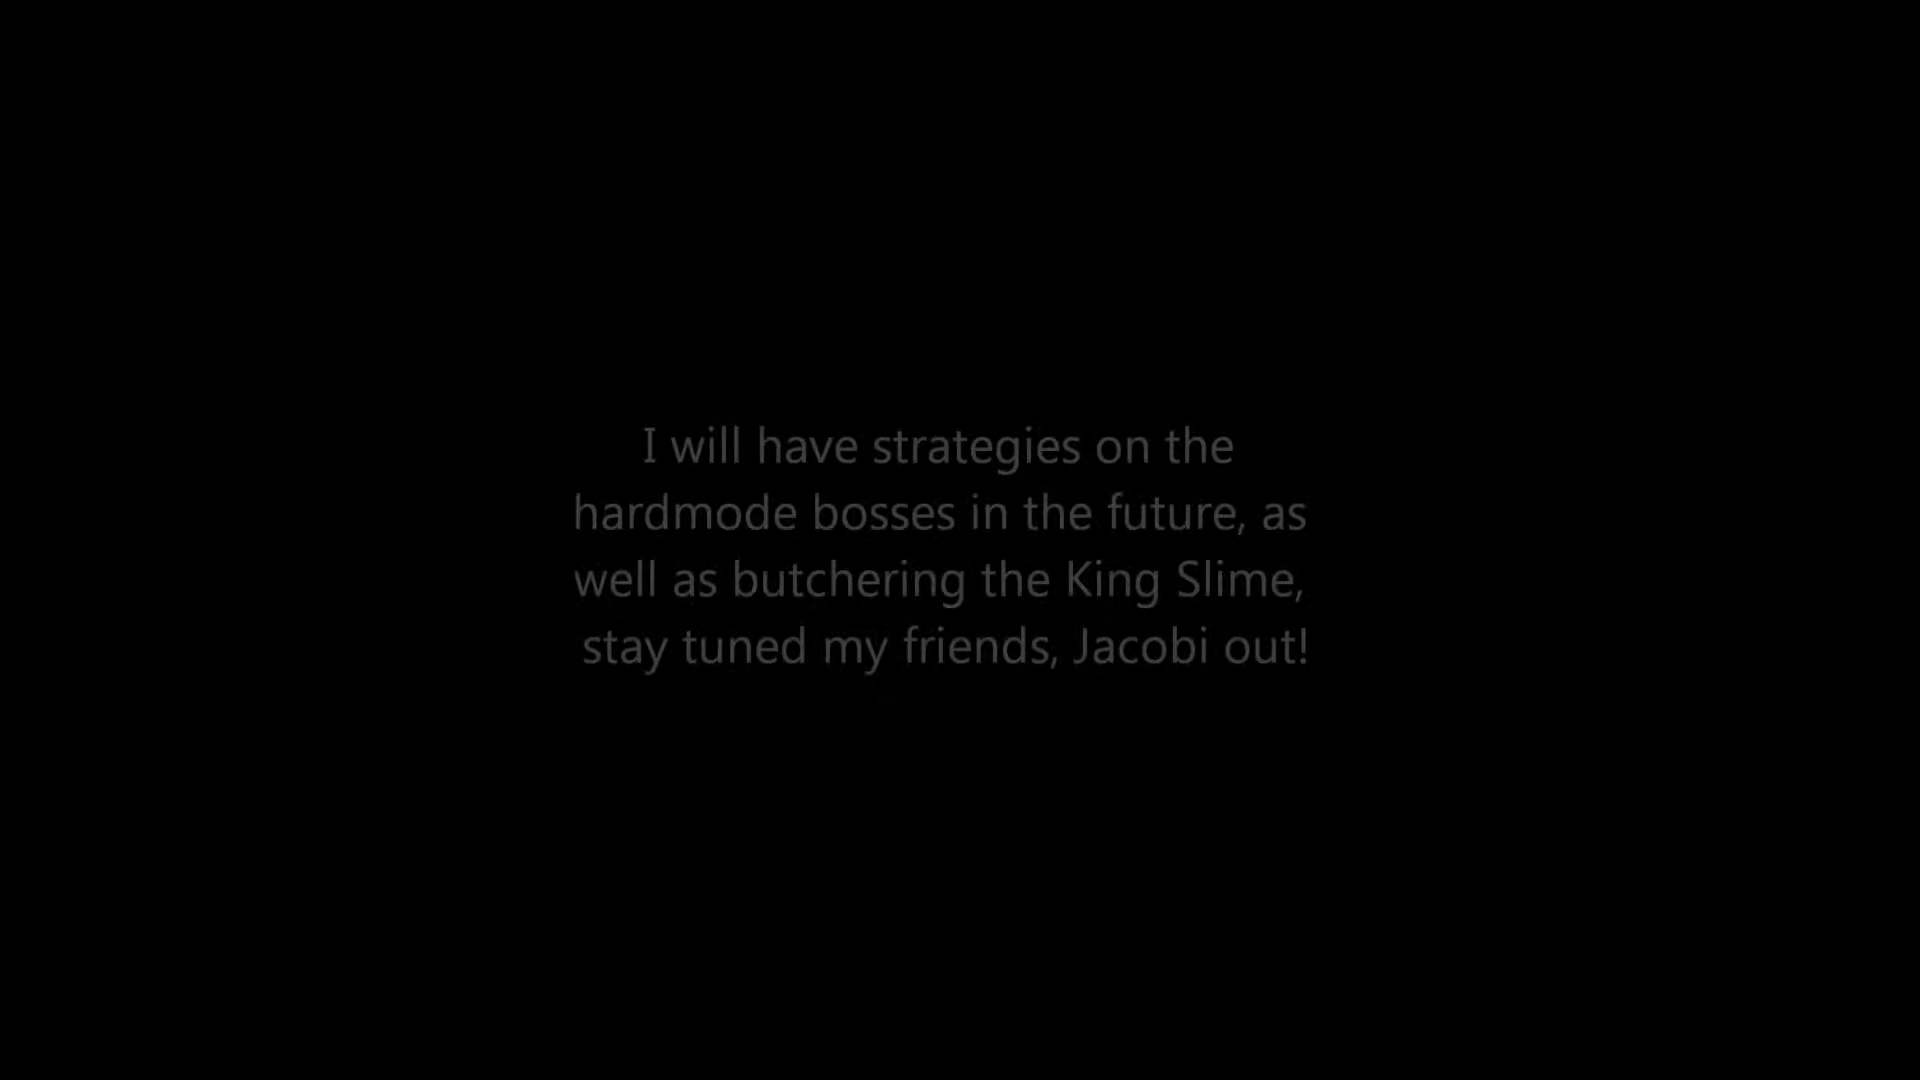 I will have strategies on the
hardmode bosses in the future, as
well as butchering the King Slime,
stay tuned my friends, Jacobi out!